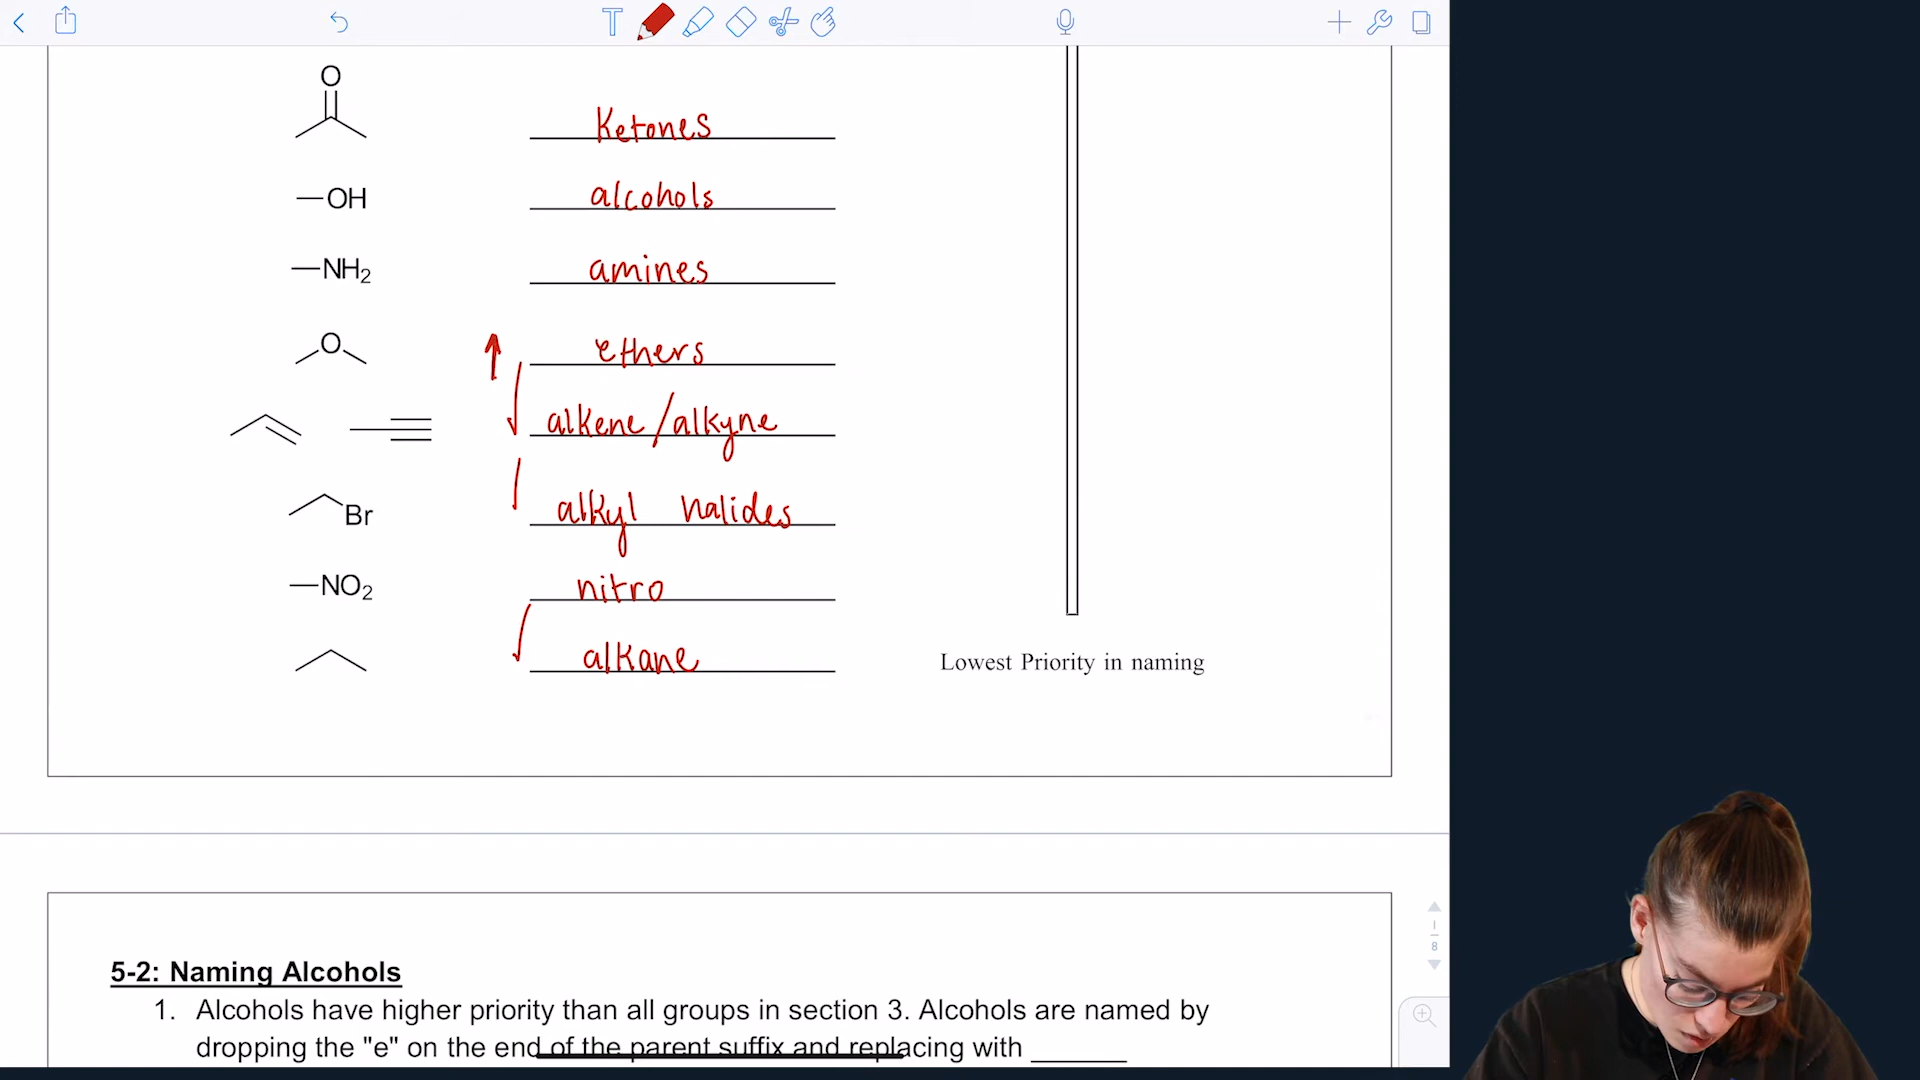 T
O
Ketones
OH
alcohols
NH2
amines
O
ethers
alkene/alkyne
Br
alkyl halides
NO2
nitro
alkane
Lowest Priority in naming
1
8
5-2: Naming Alcohols
1. Alcohols have higher priority than all groups in section 3. Alcohols are named by
dropping the "e" on the end of the parent suffix and replacing with _______